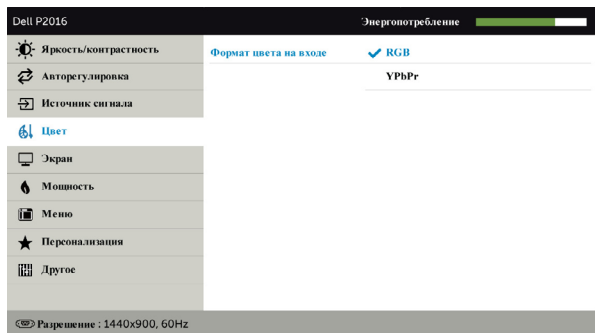 Dell P2016 Энергопотребление
Яркость/контрастность Формат цвета на входе RGB
Авторегулировка YPbPr
Источник сигнала
Цвет
Экран
Мощность
Меню
Персонализация
Другое
Разрешение : 1440x900, 60Hz